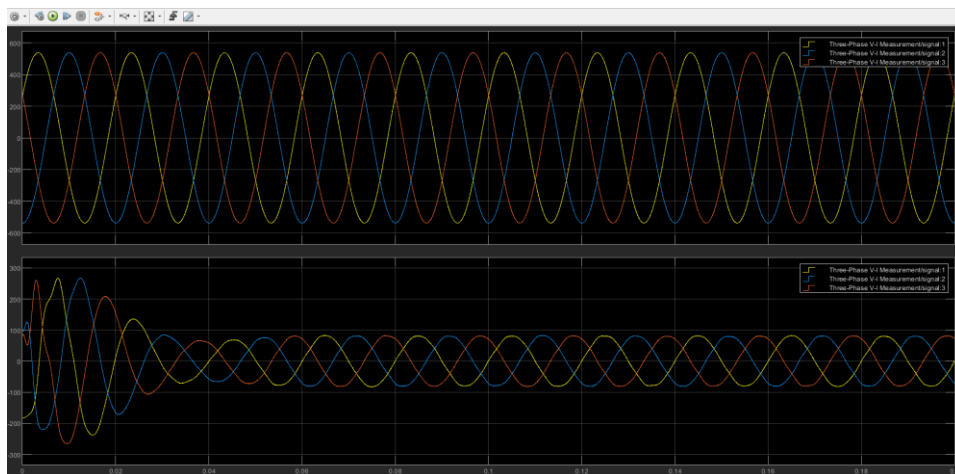 600
400
200
0
-200
-400
-600
Three-Phase V-I Measurement/signal:1
Three-Phase V-I Measurement/signal:2
Three-Phase V-I Measurement/signal:3
300
200
100
0
-100
-200
-300
Three-Phase V-I Measurement/signal:1
Three-Phase V-I Measurement/signal:2
Three-Phase V-I Measurement/signal:3
0 0.02 0.04 0.06 0.08 0.1 0.12 0.14 0.16 0.18